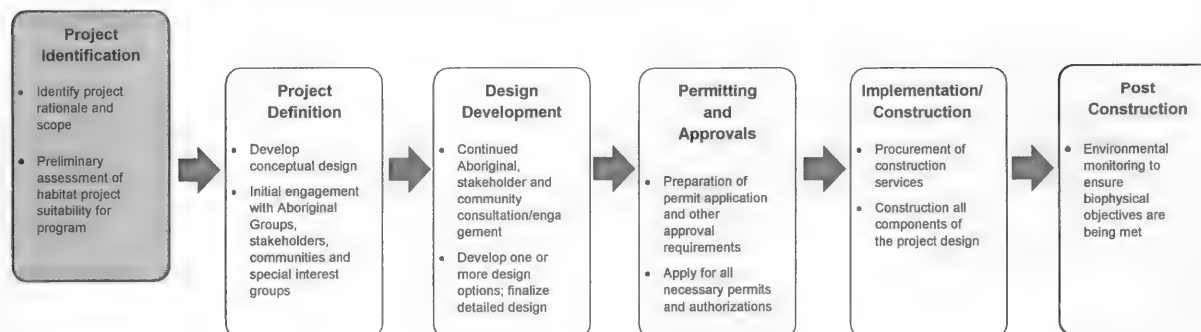 Project
Identification
• Identify project
rationale and
scope
• Preliminary
assessment of
habitat project
suitability for
program
Project
Definition
• Develop
conceptual design
• Initial engagement
with Aboriginal
Groups,
stakeholders,
communities and
special interest
groups
Design
Development
• Continued
Aboriginal,
stakeholder and
community
consultation/enga
gement
• Develop one or
more design
options; finalize
detailed design
Permitting
and
Approvals
• Preparation of
permit application
and other
approval
requirements
• Apply for all
necessary permits
and authorizations
Implementation/
Construction
• Procurement of
construction
services
• Construction all
components of
the project design
Post
Construction
• Environmental
monitoring to
ensure
biophysical
objectives are
being met